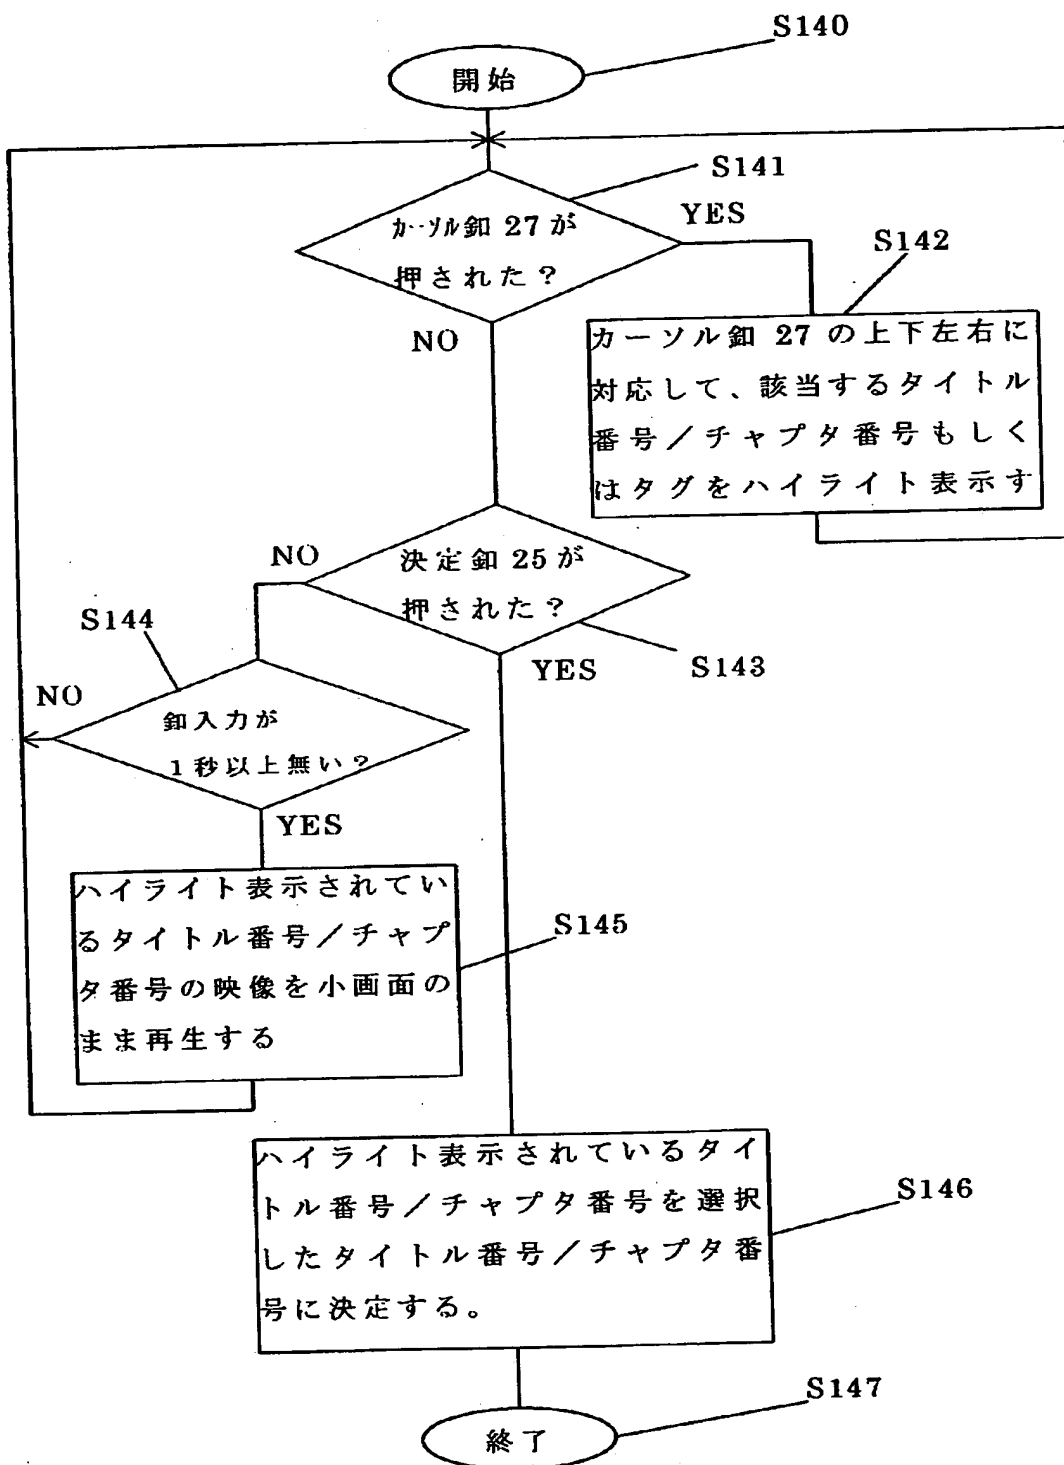 S140
開始
S141
カーソル釦 27 が
押された？
YES
NO
S142
カーソル釦 27 の上下左右に
対応して、該当するタイトル
番号／チャプタ番号もしく
はタグをハイライト表示す
NO
決定釦 25 が
押された？
S143
YES
S144
NO
釦入力が
1秒以上無い？
YES
ハイライト表示されてい
るタイトル番号／チャプ
タ番号の映像を小画面の
まま再生する
S145
ハイライト表示されているタイ
トル番号／チャプタ番号を選択
したタイトル番号／チャプタ番
号に決定する。
S146
S147
終了